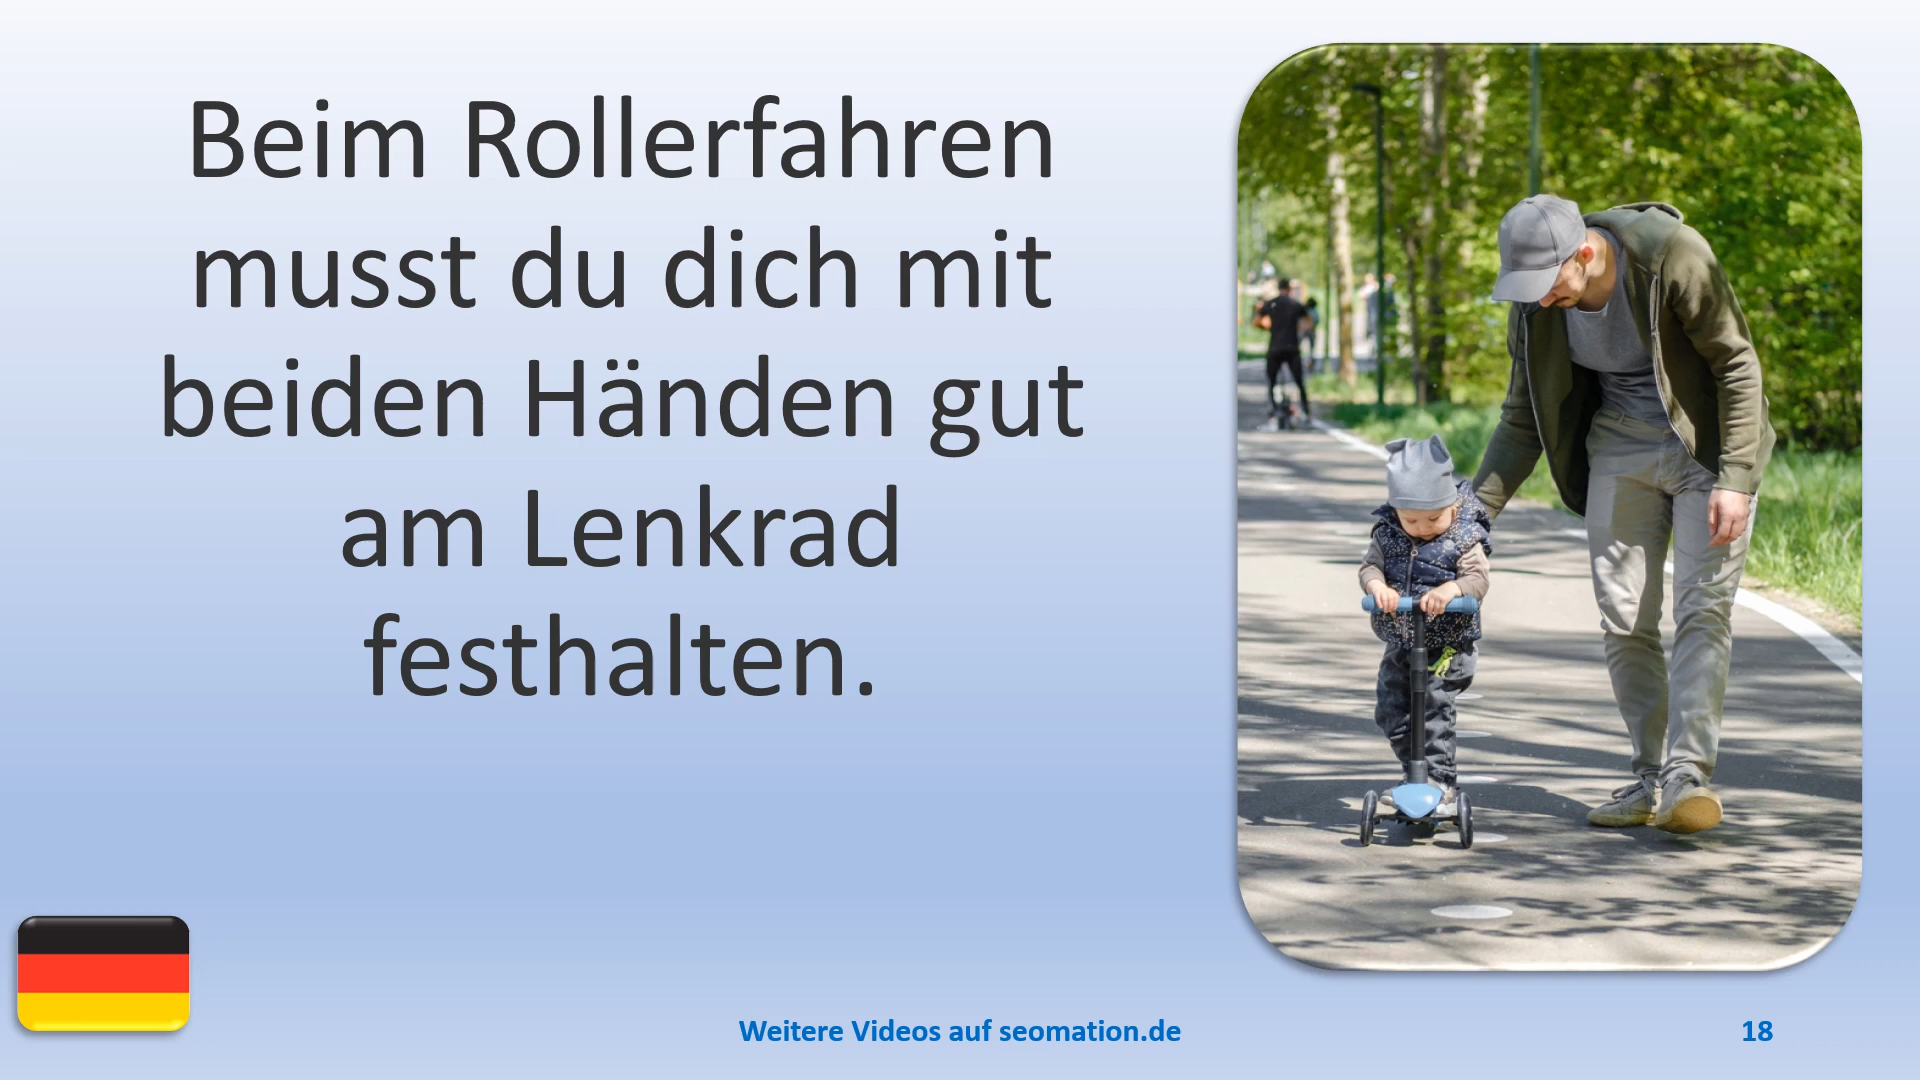 Beim Rollerfahren
musst du dich mit
beiden Händen gut
am Lenkrad
festhalten.
Weitere Videos auf seomation.de
18